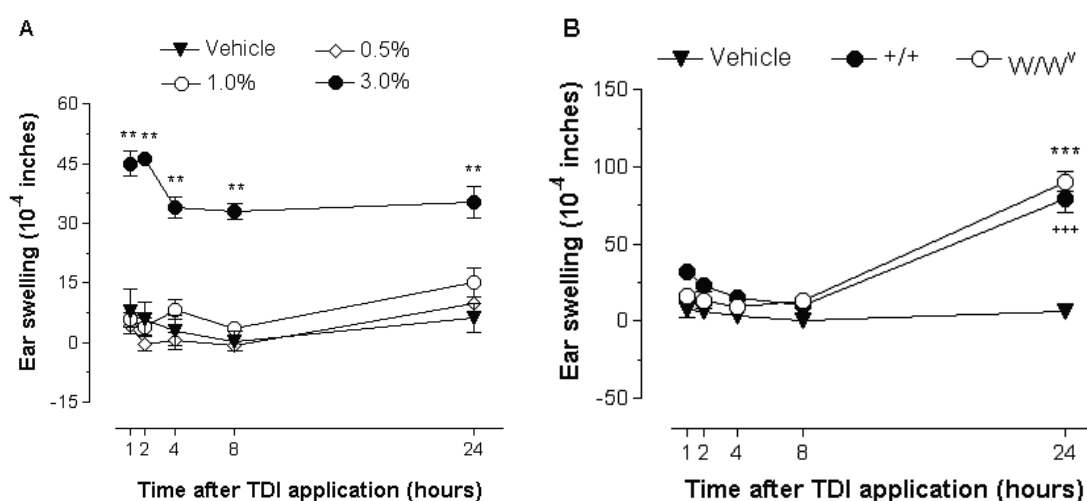 A
Vehicle 0.5%
1.0% 3.0%
Ear swelling (10⁻⁴ inches)
60
45
30
15
0
-15
** ** ** ** **
1 2 4 8 24
Time after TDI application (hours)
B
Vehicle +/+ W/Wᵛ
Ear swelling (10⁻⁴ inches)
150
100
50
0
-50
***
+++
1 2 4 8 24
Time after TDI application (hours)